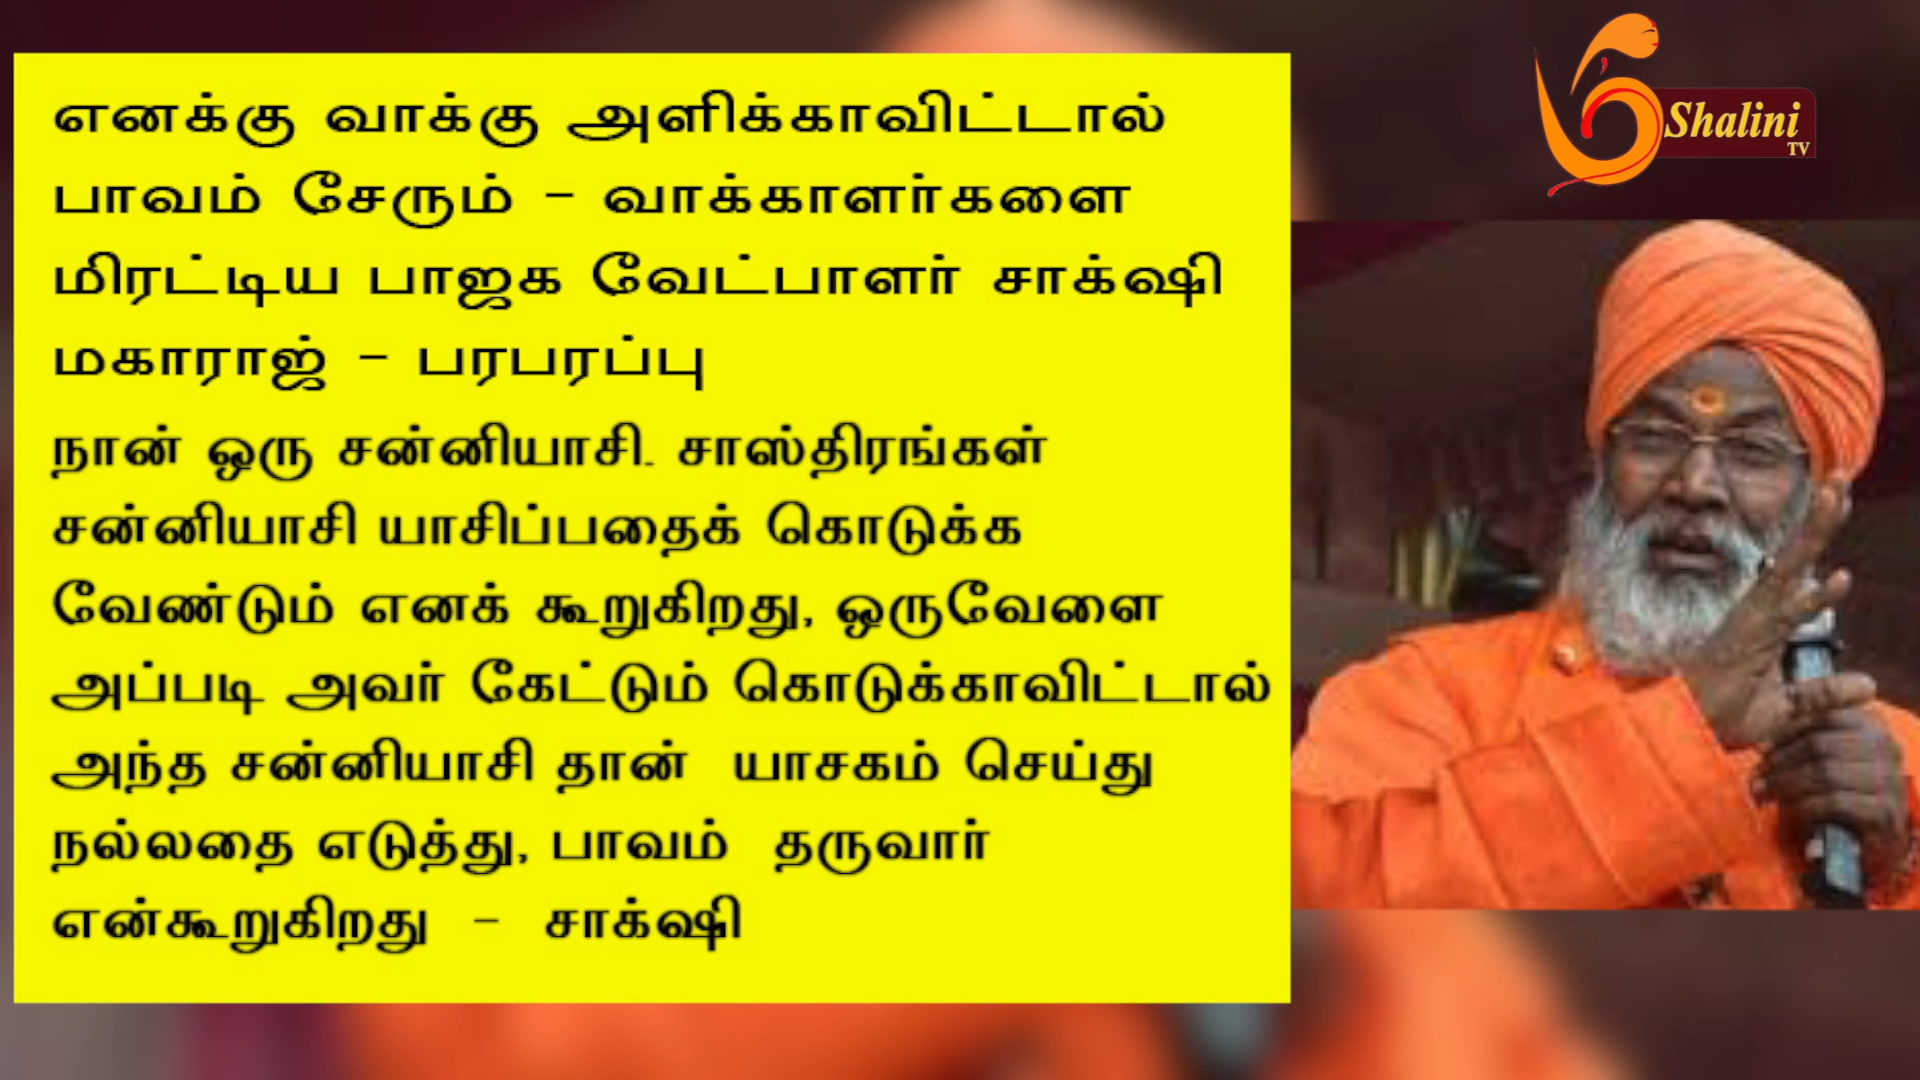 எனக்கு வாக்கு அளிக்காவிட்டால்
பாவம் சேரும் - வாக்காளர்களை
மிரட்டிய பாஜக வேட்பாளர் சாக்ஷி
மகாராஜ் - பரபரப்பு
நான் ஒரு சன்னியாசி. சாஸ்திரங்கள்
சன்னியாசி யாசிப்பதைக் கொடுக்க
வேண்டும் எனக் கூறுகிறது, ஒருவேளை
அப்படி அவர் கேட்டும் கொடுக்காவிட்டால்
அந்த சன்னியாசி தான் யாசகம் செய்து
நல்லதை எடுத்து, பாவம் தருவார்
என்கூறுகிறது - சாக்ஷி
Shalini
TV